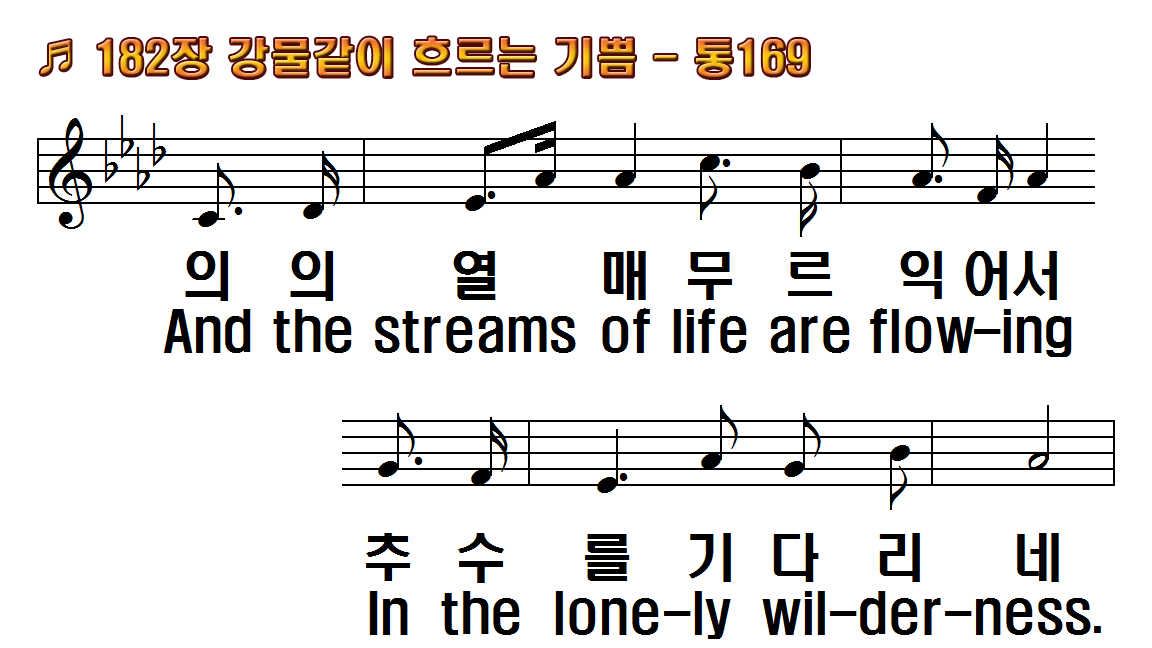 ♬ 182장 강물같이 흐르는 기쁨 - 통169
의 의 열 매 무 르 익 어서
And the streams of life are flow-ing
추 수 를 기 다 리 네
In the lone-ly wil-der-ness.